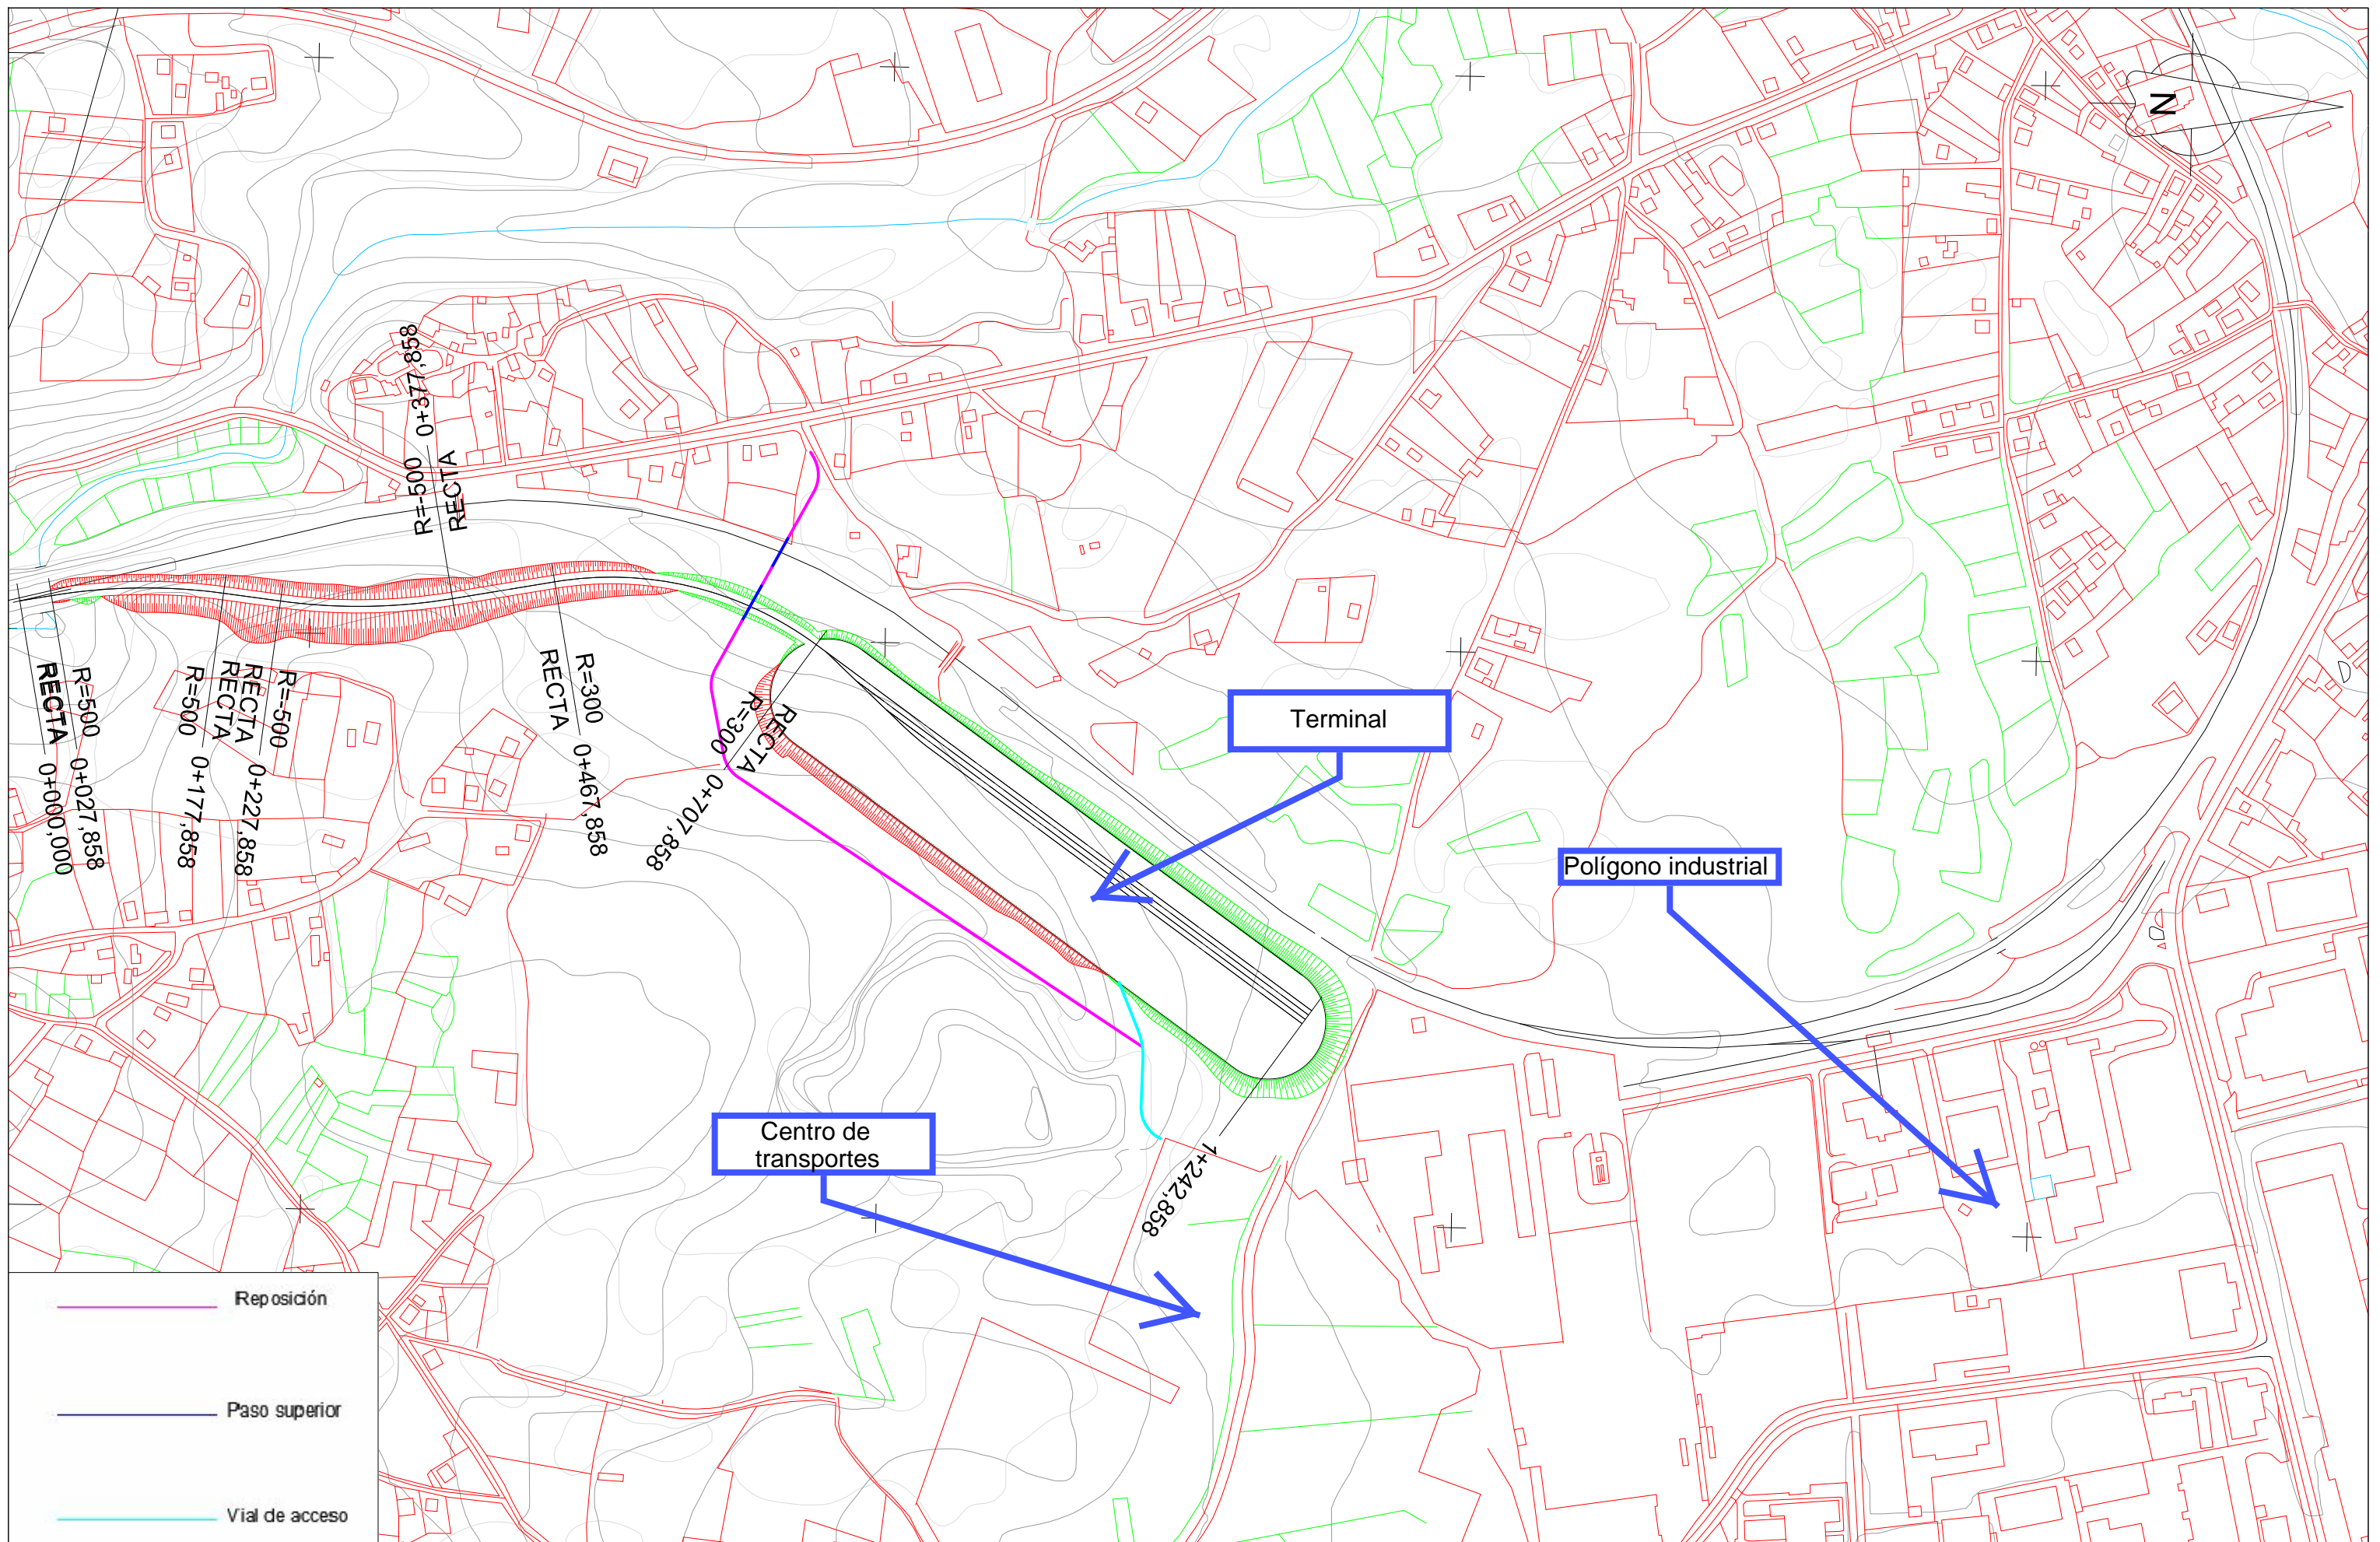 N
R=-500 0+377,858
RECTA
RECTA 0+000,000
R=500 0+027,858
R=500 0+177,858
RECTA
RECTA 0+227,858
R=-500
RECTA
R=300 0+467,858
R=300 0+707,858
RECTA
1+242,858
Terminal
Polígono industrial
Centro de
transportes
Reposición
Paso superior
Vial de acceso